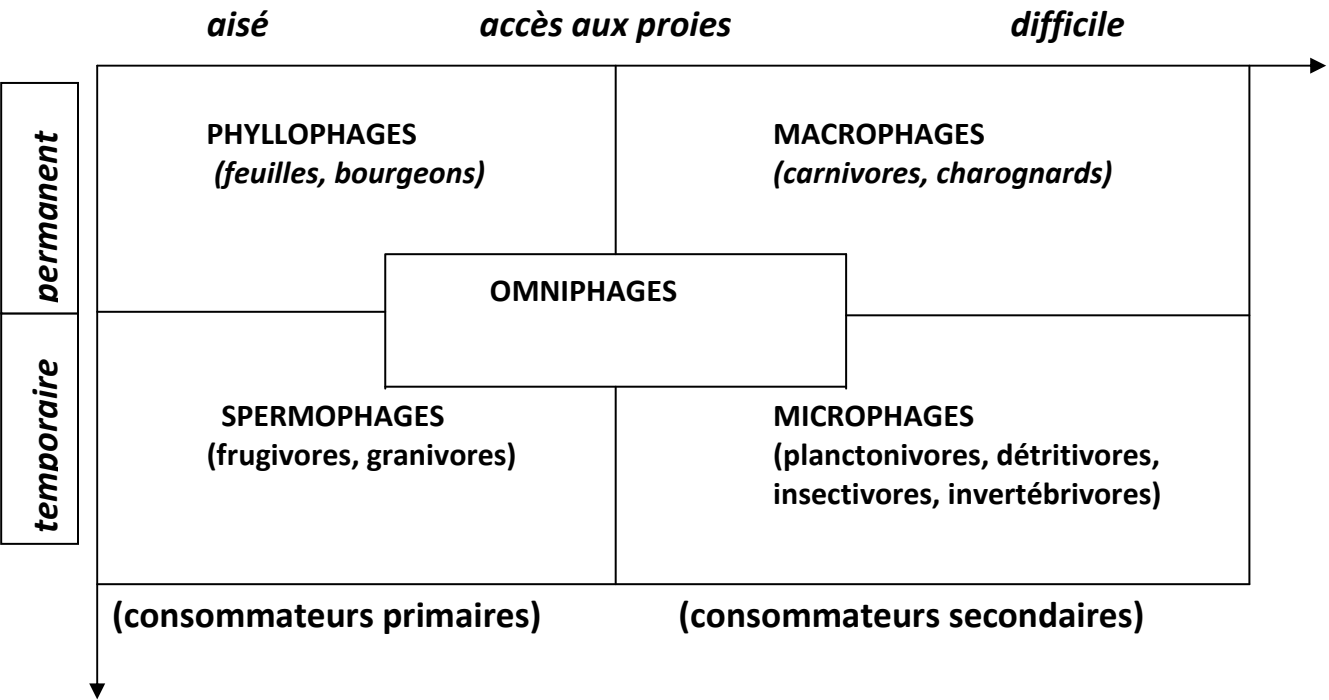 aisé accès aux proies difficile
permanent
PHYLLOPHAGES
(feuilles, bourgeons)
MACROPHAGES
(carnivores, charognards)
OMNIPHAGES
temporaire
SPERMOPHAGES
(frugivores, granivores)
MICROPHAGES
(planctonivores, détritivores,
insectivores, invertébrivores)
(consommateurs primaires)
(consommateurs secondaires)